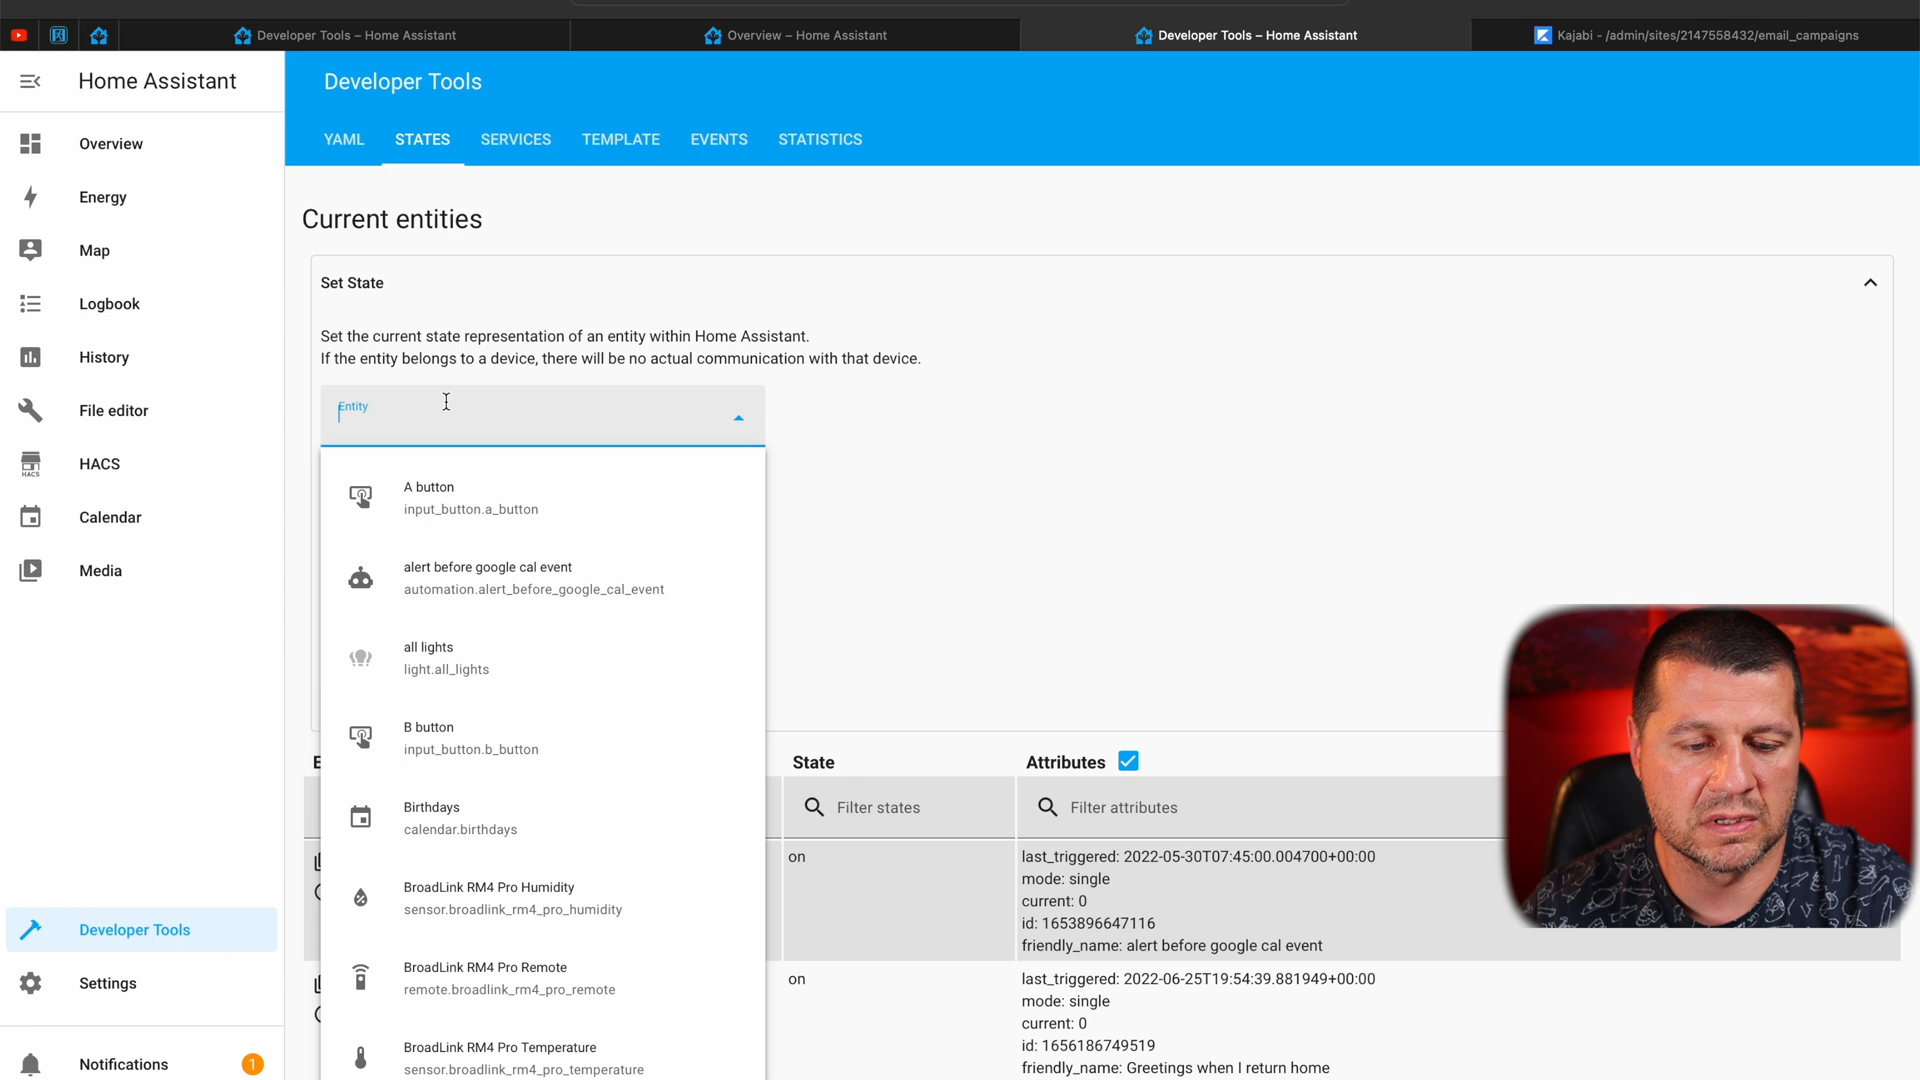 Developer Tools – Home Assistant
Overview – Home Assistant
Developer Tools – Home Assistant
Kajabi - /admin/sites/2147558432/email_campaigns
Home Assistant
Developer Tools
YAML
STATES
SERVICES
TEMPLATE
EVENTS
STATISTICS
Overview
Energy
Map
Logbook
History
File editor
HACS
HACS
Calendar
Media
Developer Tools
Settings
Notifications
1
Current entities
Set State
Set the current state representation of an entity within Home Assistant.
If the entity belongs to a device, there will be no actual communication with that device.
Entity
A button
input_button.a_button
alert before google cal event
automation.alert_before_google_cal_event
all lights
light.all_lights
B button
input_button.b_button
Birthdays
calendar.birthdays
BroadLink RM4 Pro Humidity
sensor.broadlink_rm4_pro_humidity
BroadLink RM4 Pro Remote
remote.broadlink_rm4_pro_remote
BroadLink RM4 Pro Temperature
sensor.broadlink_rm4_pro_temperature
State
Attributes
Filter states
Filter attributes
on
last_triggered: 2022-05-30T07:45:00.004700+00:00
mode: single
current: 0
id: 1653896647116
friendly_name: alert before google cal event
on
last_triggered: 2022-06-25T19:54:39.881949+00:00
mode: single
current: 0
id: 1656186749519
friendly_name: Greetings when I return home